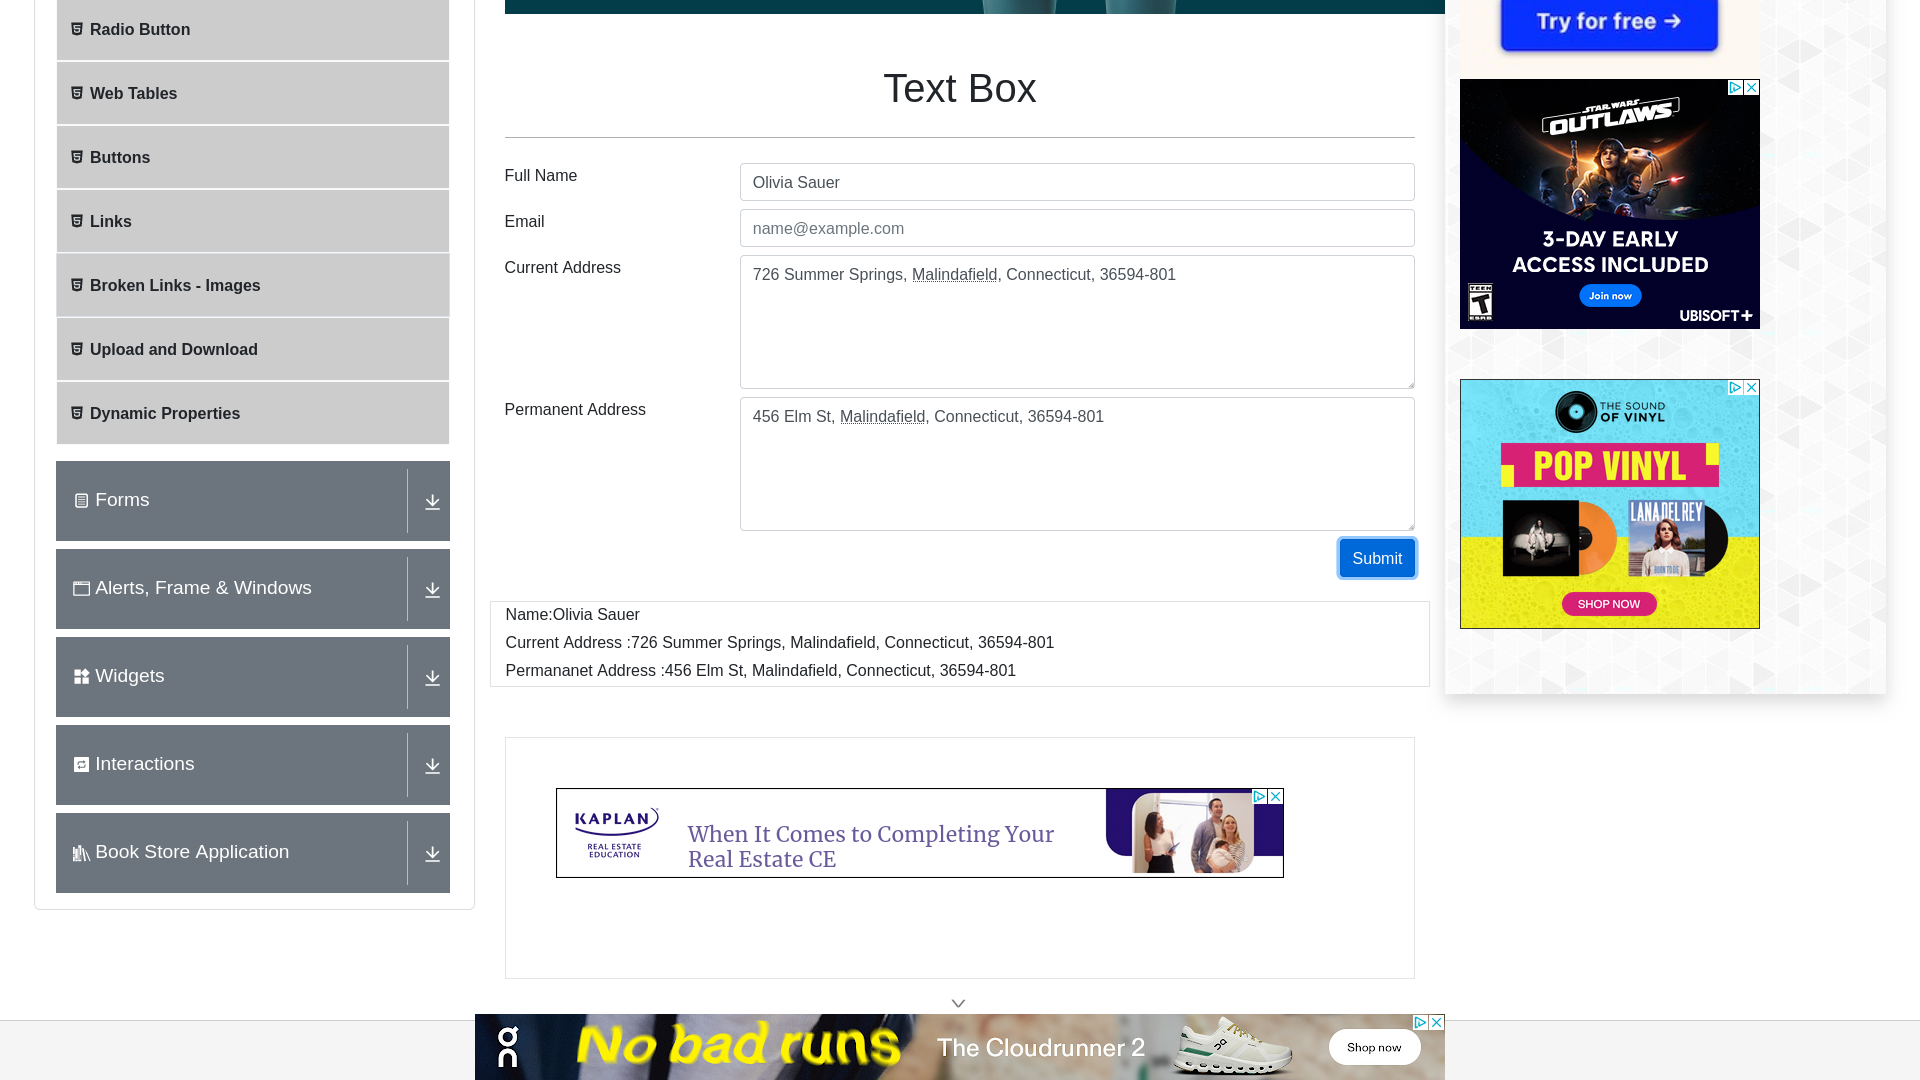 Radio Button
Web Tables
Buttons
Links
Broken Links - Images
Upload and Download
Dynamic Properties
Forms
Alerts, Frame & Windows
Widgets
Interactions
Book Store Application
Text Box
Full Name
Olivia Sauer
Email
name@example.com
Current Address
726 Summer Springs, Malindafield, Connecticut, 36594-801
Permanent Address
456 Elm St, Malindafield, Connecticut, 36594-801
Submit
Name:Olivia Sauer
Current Address :726 Summer Springs, Malindafield, Connecticut, 36594-801
Permananet Address :456 Elm St, Malindafield, Connecticut, 36594-801
KAPLAN
REAL ESTATE
EDUCATION
When It Comes to Completing Your
Real Estate CE
No bad runs
The Cloudrunner 2
Shop now
Try for free →
STAR WARS
OUTLAWS
3-DAY EARLY
ACCESS INCLUDED
Join now
TEEN
T
ESRB
UBISOFT+
THE SOUND
OF VINYL
POP VINYL
LANA DEL REY
BORN TO DIE
SHOP NOW